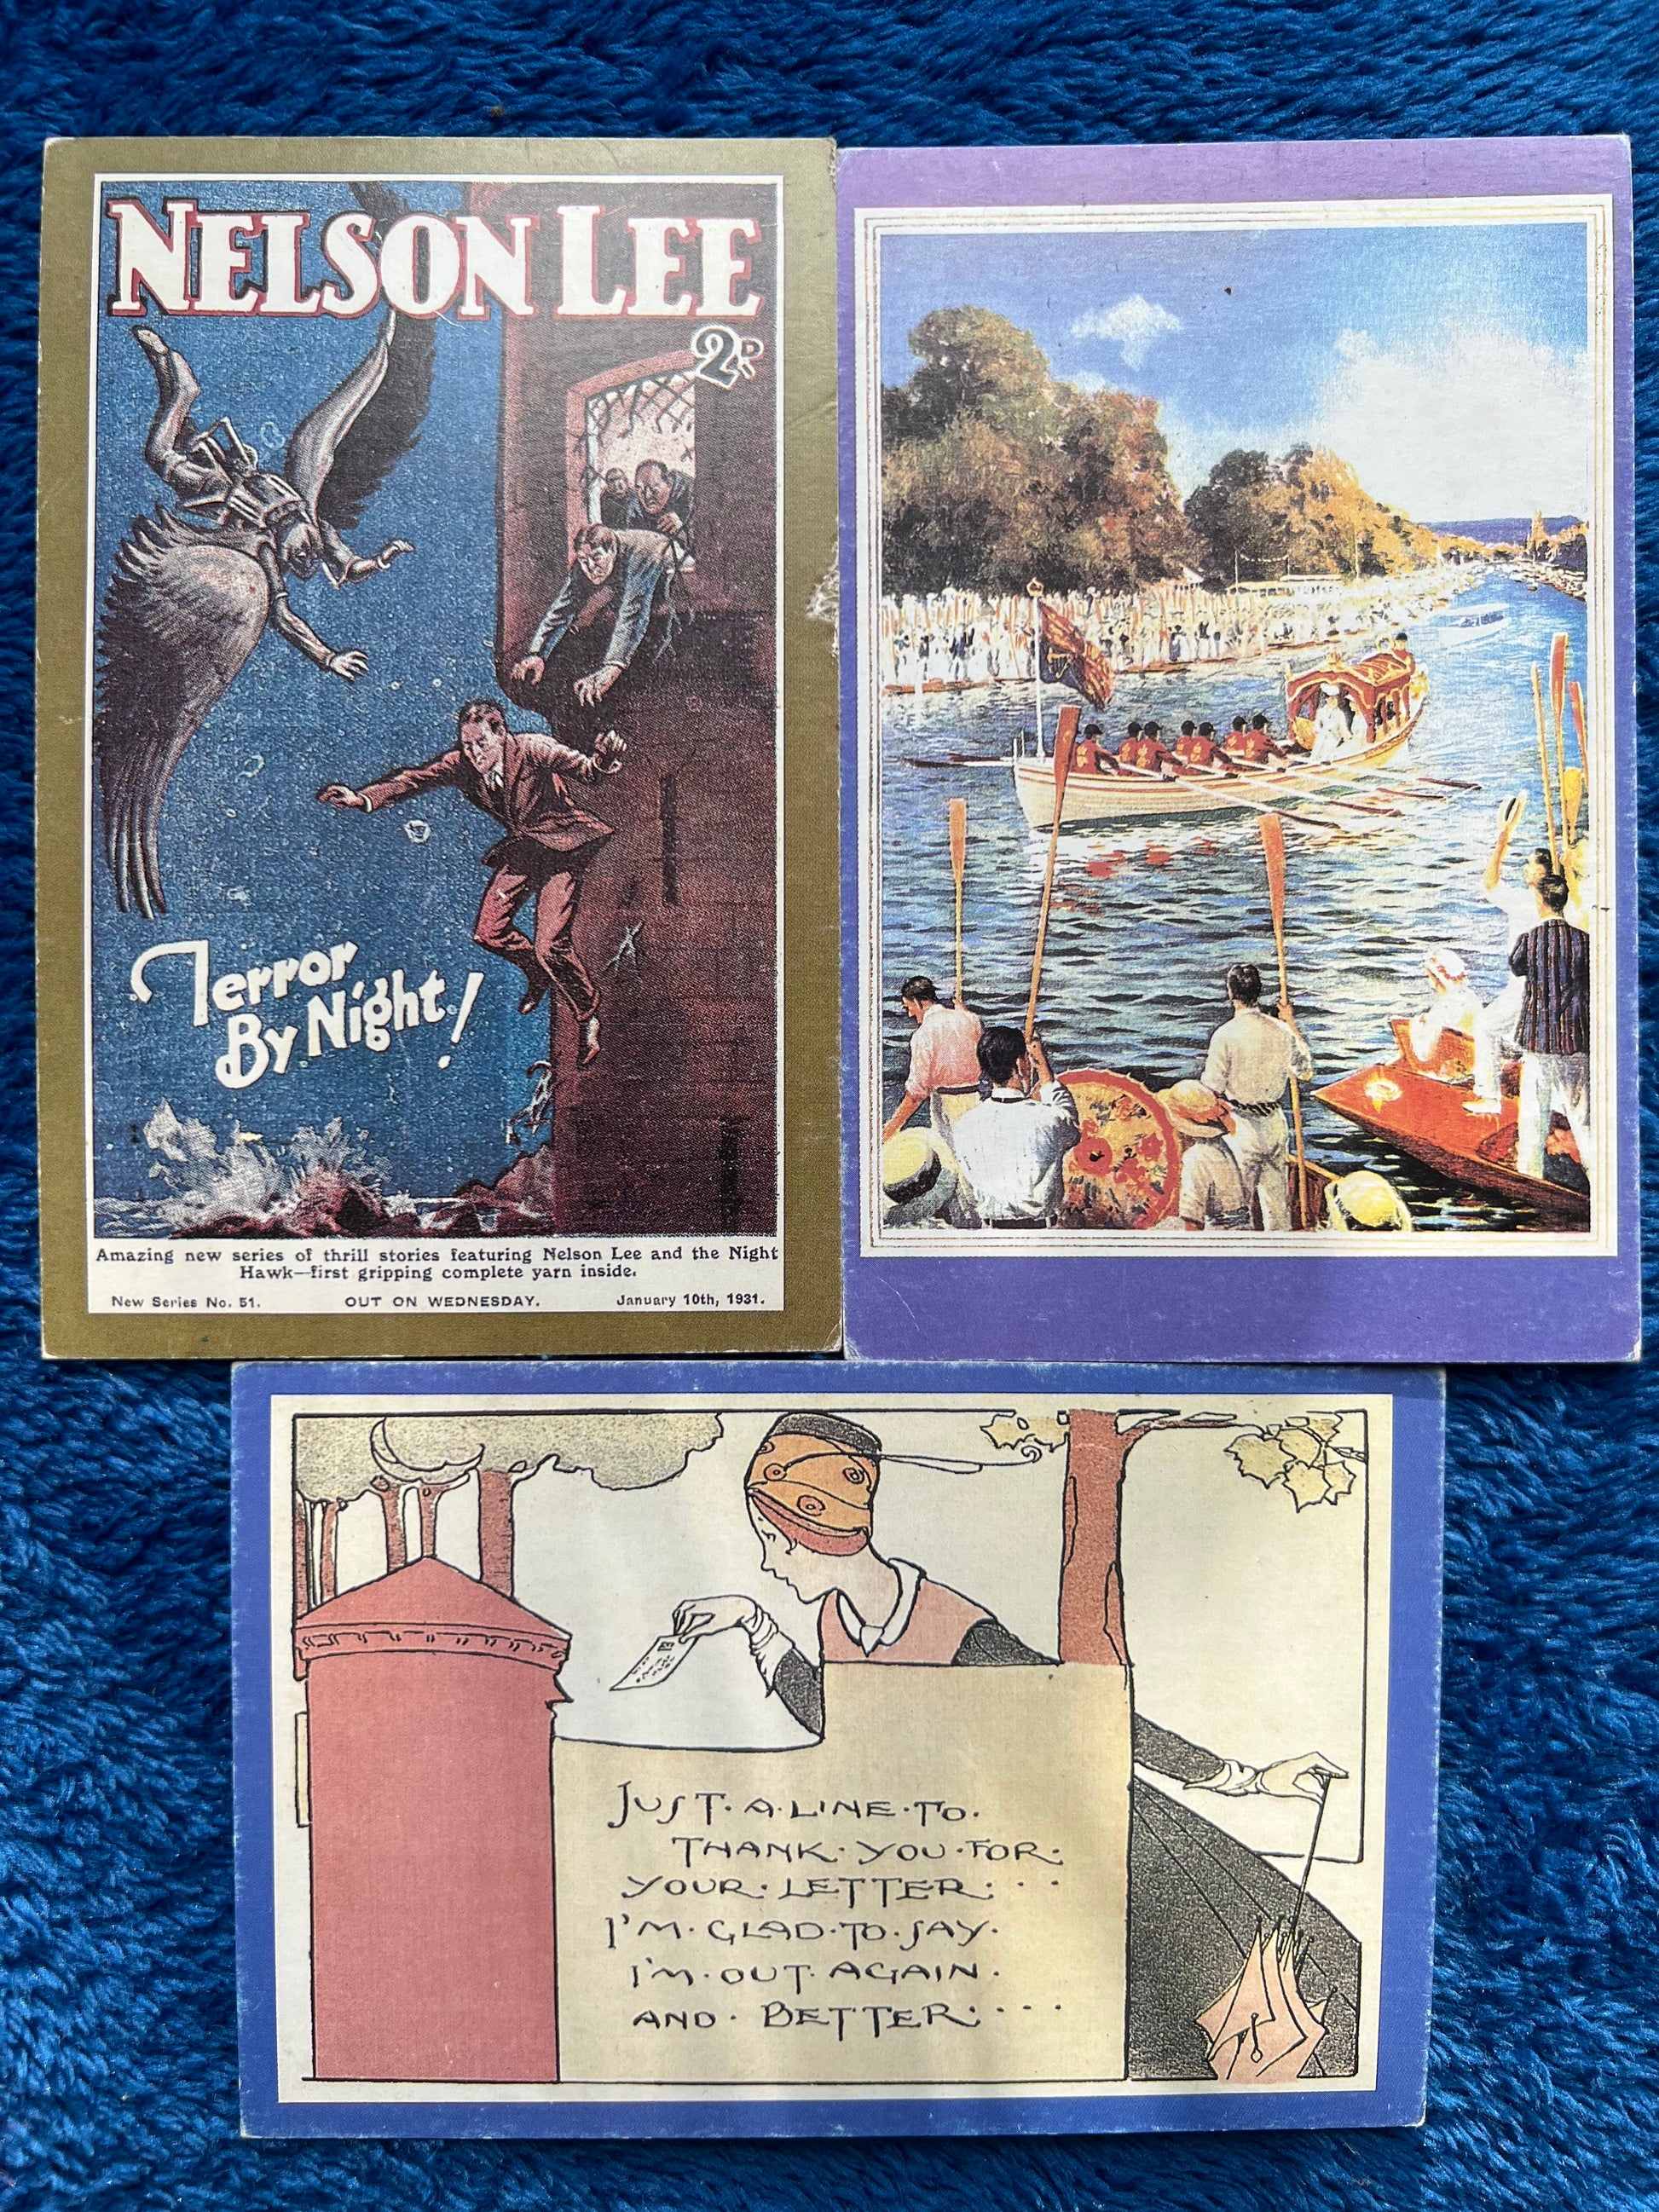 NELSON LEE
2D.
Terror
By Night!
Amazing new series of thrill stories featuring Nelson Lee and the Night
Hawk—first gripping complete yarn inside.
New Series No. 51. OUT ON WEDNESDAY. January 10th, 1931.
JUST·A·LINE·TO·
THANK·YOU·FOR·
YOUR·LETTER····
I'M·GLAD·TO·SAY·
I'M·OUT·AGAIN·
AND·BETTER····